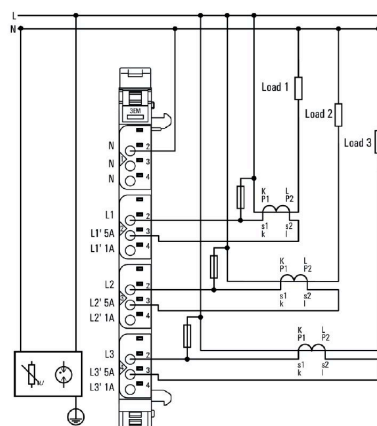 L
N
3EM
Load 1
Load 2
Load 3
N 2
N 3
N 4
L1 2
L1' 5A 3
L1' 1A 4
K L
P1 P2
s1 s2
k l
L2 2
L2' 5A 3
L2' 1A 4
K L
P1 P2
s1 s2
k l
L3 2
L3' 5A 3
L3' 1A 4
K L
P1 P2
s1 s2
k l